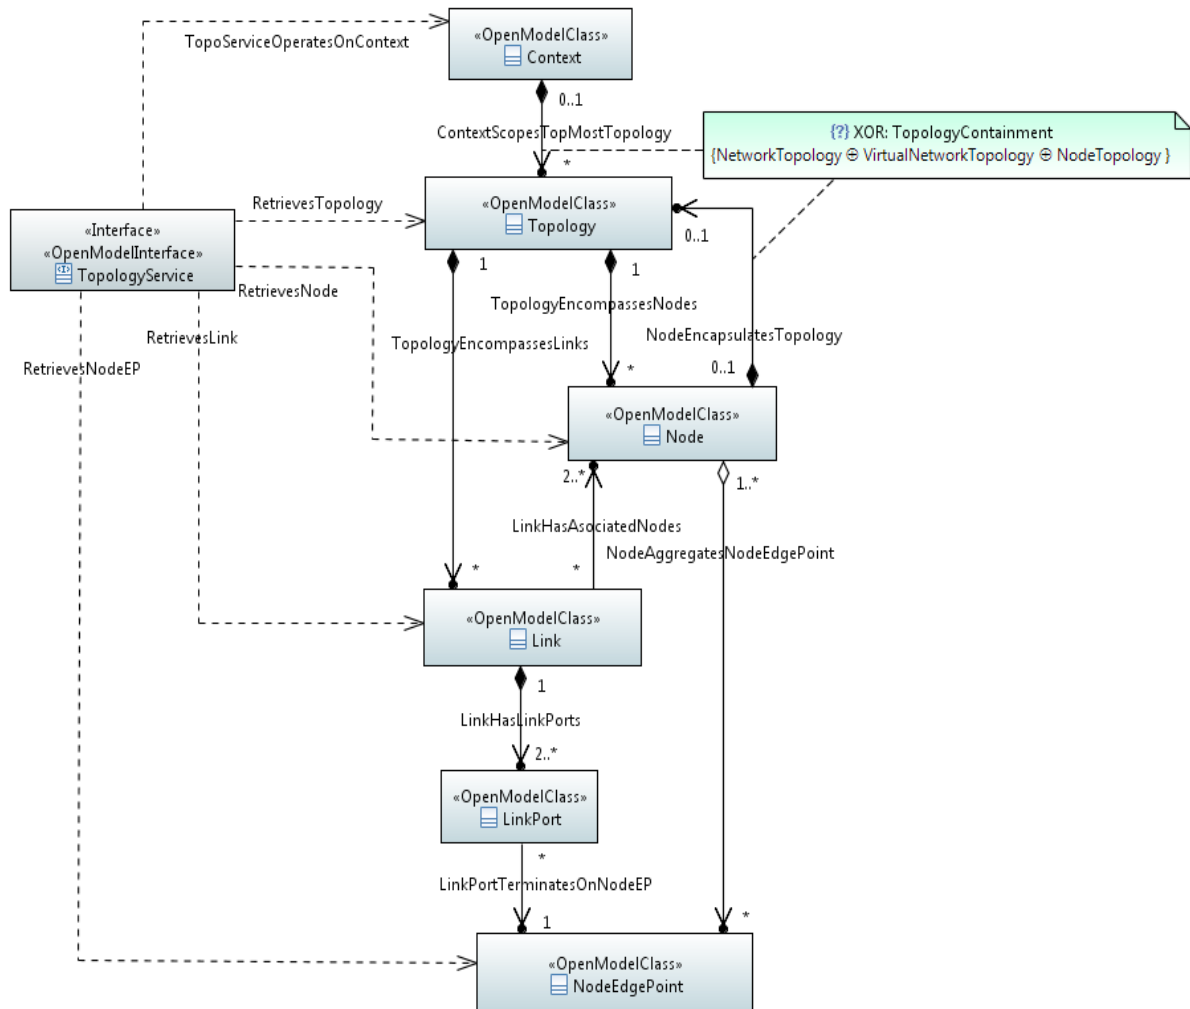 «OpenModelClass»
Context
TopoServiceOperatesOnContext
0..1
ContextScopesTopMostTopology
*
{?} XOR: TopologyContainment
{NetworkTopology ⊕ VirtualNetworkTopology ⊕ NodeTopology }
«OpenModelClass»
Topology
RetrievesTopology
0..1
«Interface»
«OpenModelInterface»
TopologyService
1
1
RetrievesNode
TopologyEncompassesNodes
RetrievesLink
NodeEncapsulatesTopology
TopologyEncompassesLinks
RetrievesNodeEP
*
0..1
«OpenModelClass»
Node
2..*
1..*
LinkHasAsociatedNodes
NodeAggregatesNodeEdgePoint
*
*
«OpenModelClass»
Link
1
LinkHasLinkPorts
2..*
«OpenModelClass»
LinkPort
*
LinkPortTerminatesOnNodeEP
1
*
«OpenModelClass»
NodeEdgePoint